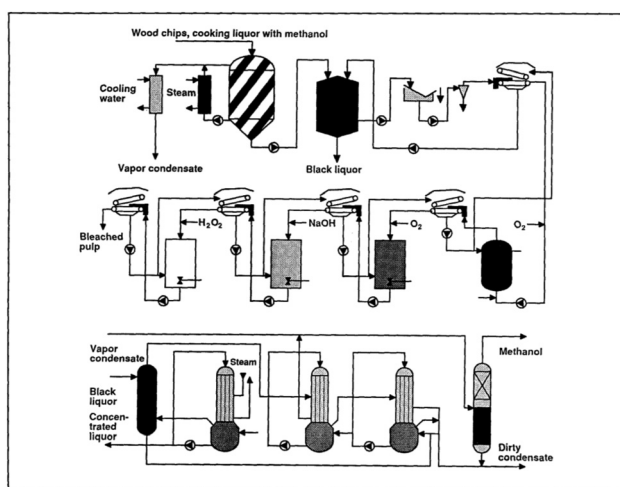 Wood chips, cooking liquor with methanol
Cooling
water
Steam
Vapor condensate
Black liquor
Bleached
pulp
H₂O₂
NaOH
O₂
O₂
Vapor
condensate
Black
liquor
Concen-
trated
liquor
Steam
Methanol
Dirty
condensate